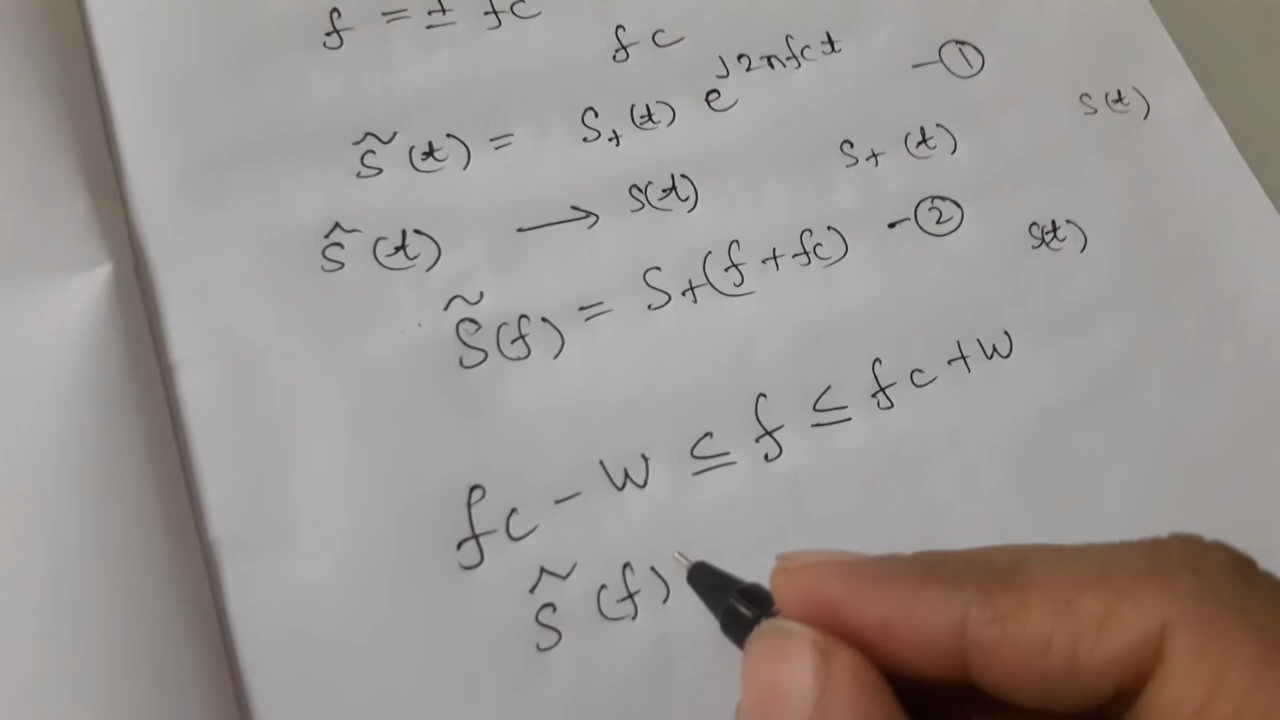 f = ± fc
fc
s̃(t) = S+(t) e^j2πfct -①
S+(t) s(t)
ŝ(t) → s(t)
S̃(f) = S+(f+fc) -② s(t)
fc - W ≤ f ≤ fc + W
s̃(f)